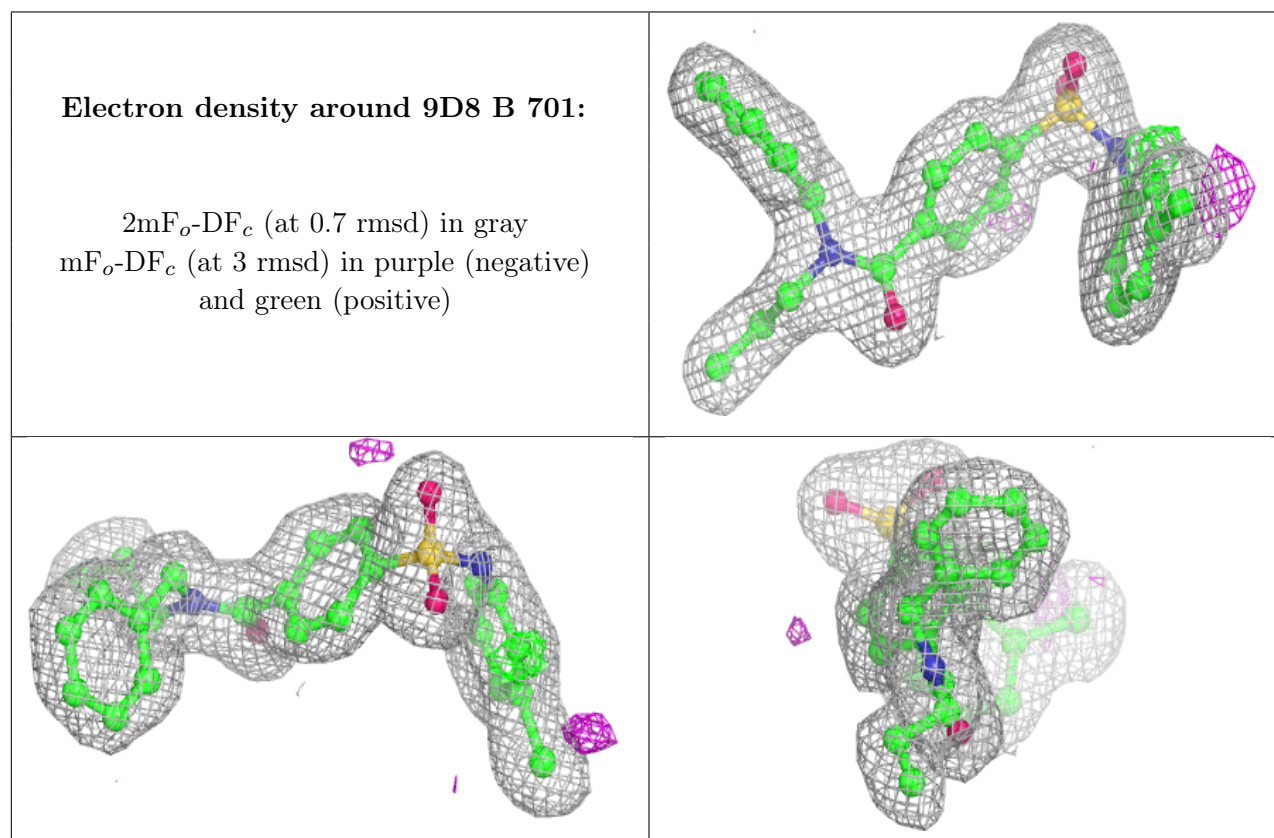 Electron density around 9D8 B 701:
2mFo-DFc (at 0.7 rmsd) in gray
mFo-DFc (at 3 rmsd) in purple (negative)
and green (positive)